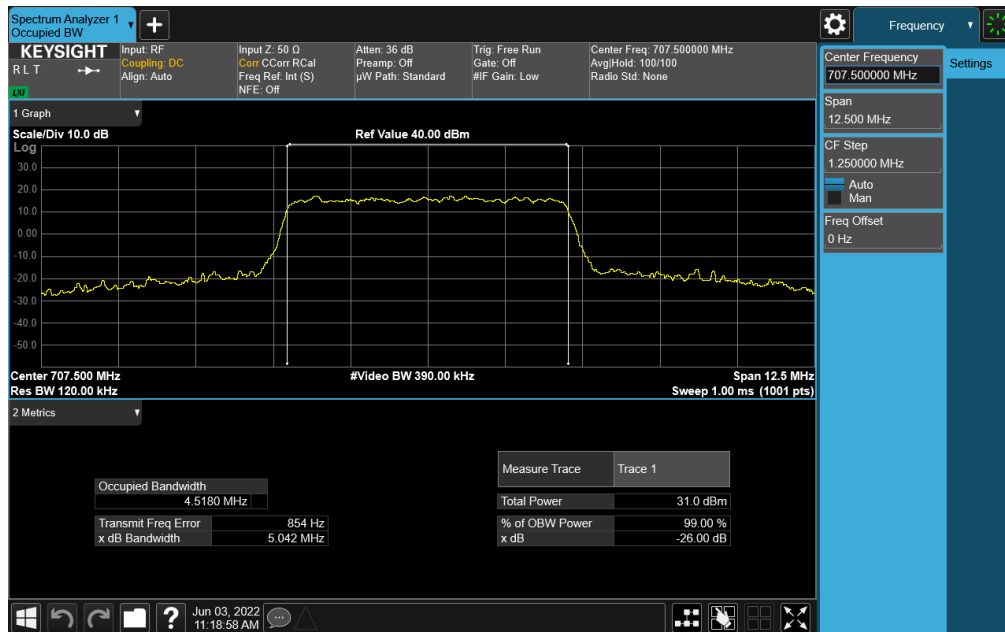 Spectrum Analyzer 1
Occupied BW
Frequency
KEYSIGHT
R L T
LXI
Input: RF
Coupling: DC
Align: Auto
Input Z: 50 Ω
Corr CCorr RCal
Freq Ref: Int (S)
NFE: Off
Atten: 36 dB
Preamp: Off
µW Path: Standard
Trig: Free Run
Gate: Off
#IF Gain: Low
Center Freq: 707.500000 MHz
Avg|Hold: 100/100
Radio Std: None
Center Frequency
707.500000 MHz
Settings
Span
12.500 MHz
CF Step
1.250000 MHz
Auto
Man
Freq Offset
0 Hz
1 Graph
Scale/Div 10.0 dB
Ref Value 40.00 dBm
Log
30.0
20.0
10.0
0.00
-10.0
-20.0
-30.0
-40.0
-50.0
Center 707.500 MHz
#Video BW 390.00 kHz
Span 12.5 MHz
Res BW 120.00 kHz
Sweep 1.00 ms (1001 pts)
2 Metrics
Measure Trace Trace 1
Occupied Bandwidth
4.5180 MHz
Total Power 31.0 dBm
Transmit Freq Error 854 Hz
% of OBW Power 99.00 %
x dB Bandwidth 5.042 MHz
x dB -26.00 dB
?
Jun 03, 2022
11:18:58 AM